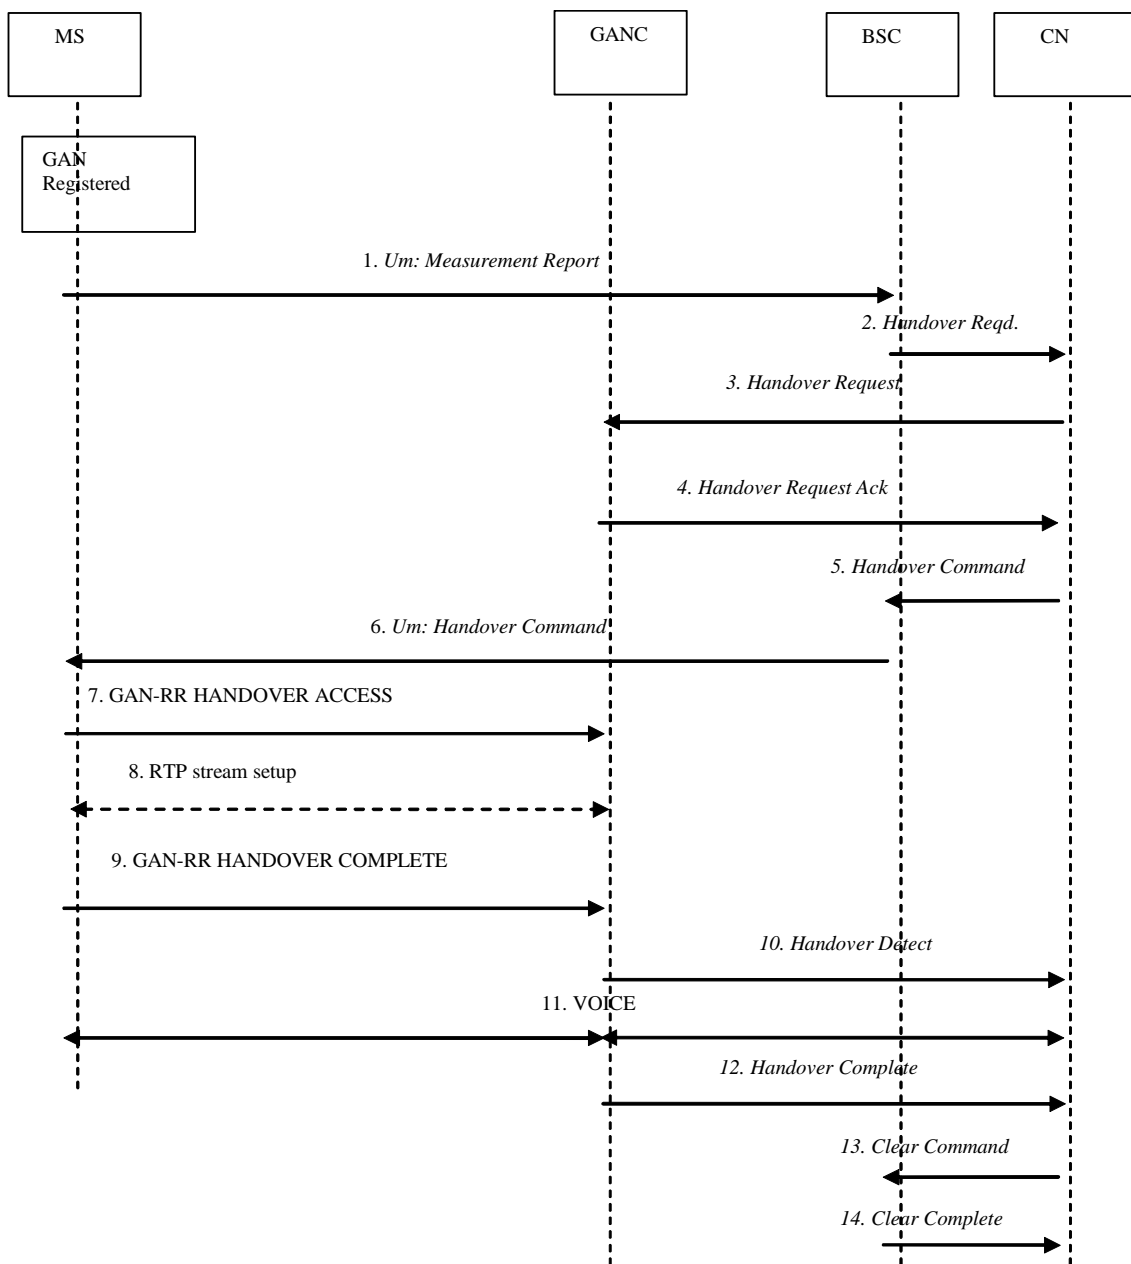 MS
GANC
BSC
CN
GAN
Registered
1. Um: Measurement Report
2. Handover Reqd.
3. Handover Request
4. Handover Request Ack
5. Handover Command
6. Um: Handover Command
7. GAN-RR HANDOVER ACCESS
8. RTP stream setup
9. GAN-RR HANDOVER COMPLETE
10. Handover Detect
11. VOICE
12. Handover Complete
13. Clear Command
14. Clear Complete